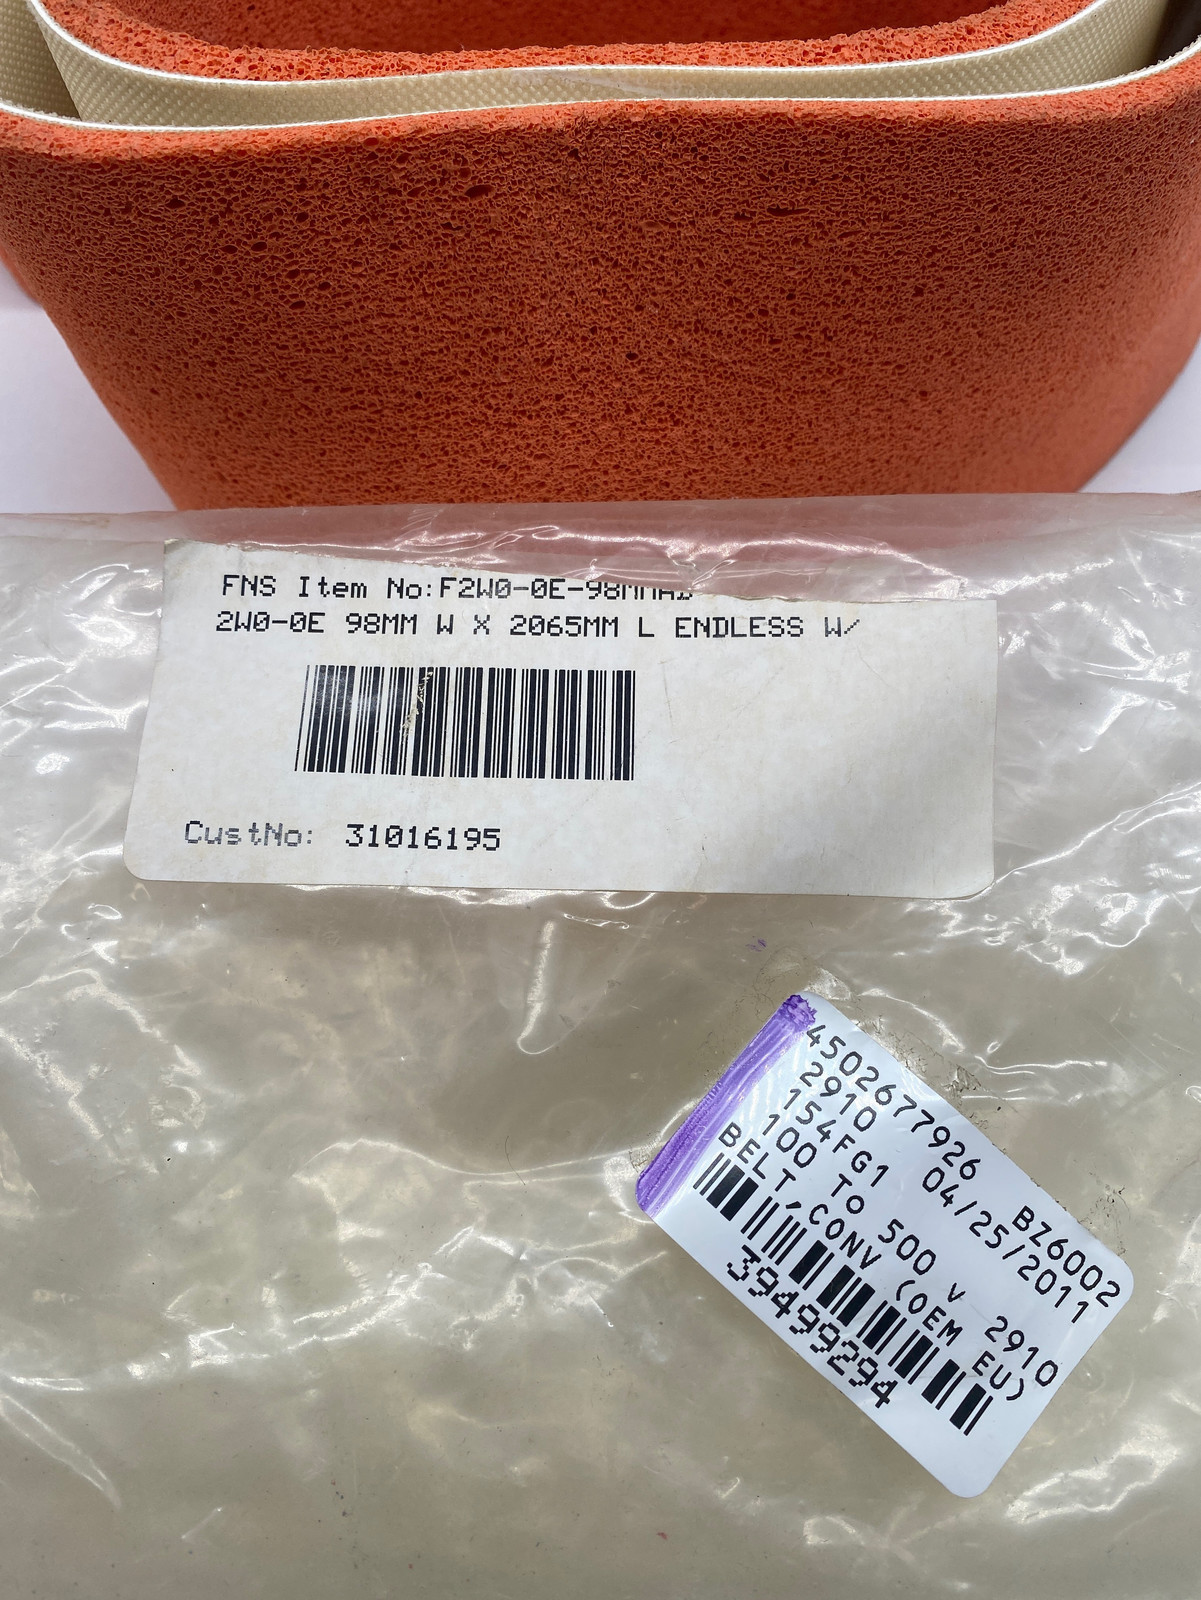 FNS Item No:F2W0-0E-98MMAD
2W0-0E 98MM W X 2065MM L ENDLESS W/
CustNo: 31016195
4502677926 BZ6002
2910 04/25/2011
154FG1
100 To 500 v 2910
BELT,CONV (OEM EU)
39499294